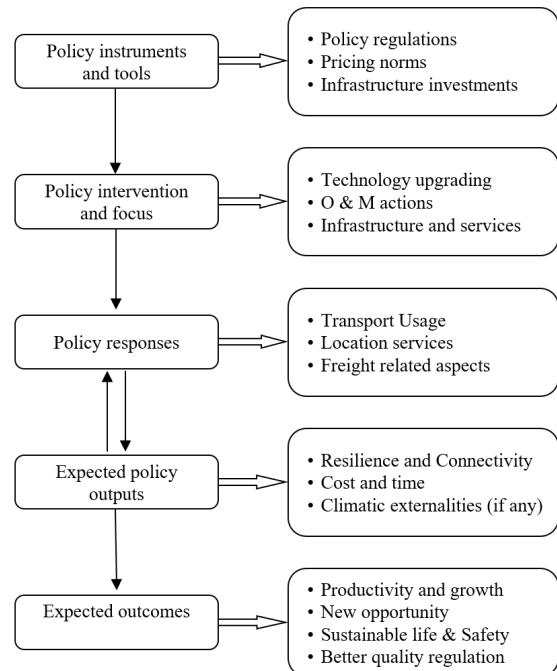 Policy instruments
and tools
• Policy regulations
• Pricing norms
• Infrastructure investments
Policy intervention
and focus
• Technology upgrading
• O & M actions
• Infrastructure and services
Policy responses
• Transport Usage
• Location services
• Freight related aspects
Expected policy
outputs
• Resilience and Connectivity
• Cost and time
• Climatic externalities (if any)
Expected outcomes
• Productivity and growth
• New opportunity
• Sustainable life & Safety
• Better quality regulation